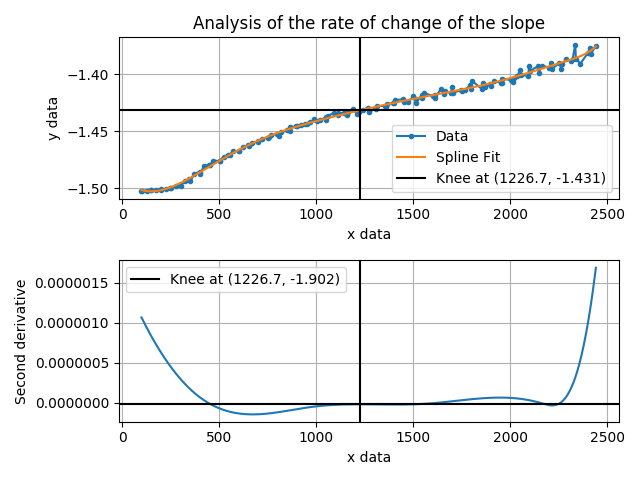 Analysis of the rate of change of the slope
−1.40
−1.45
−1.50
y data
Data
Spline Fit
Knee at (1226.7, -1.431)
0 500 1000 1500 2000 2500
x data
Knee at (1226.7, -1.902)
0.0000015
0.0000010
0.0000005
0.0000000
Second derivative
0 500 1000 1500 2000 2500
x data